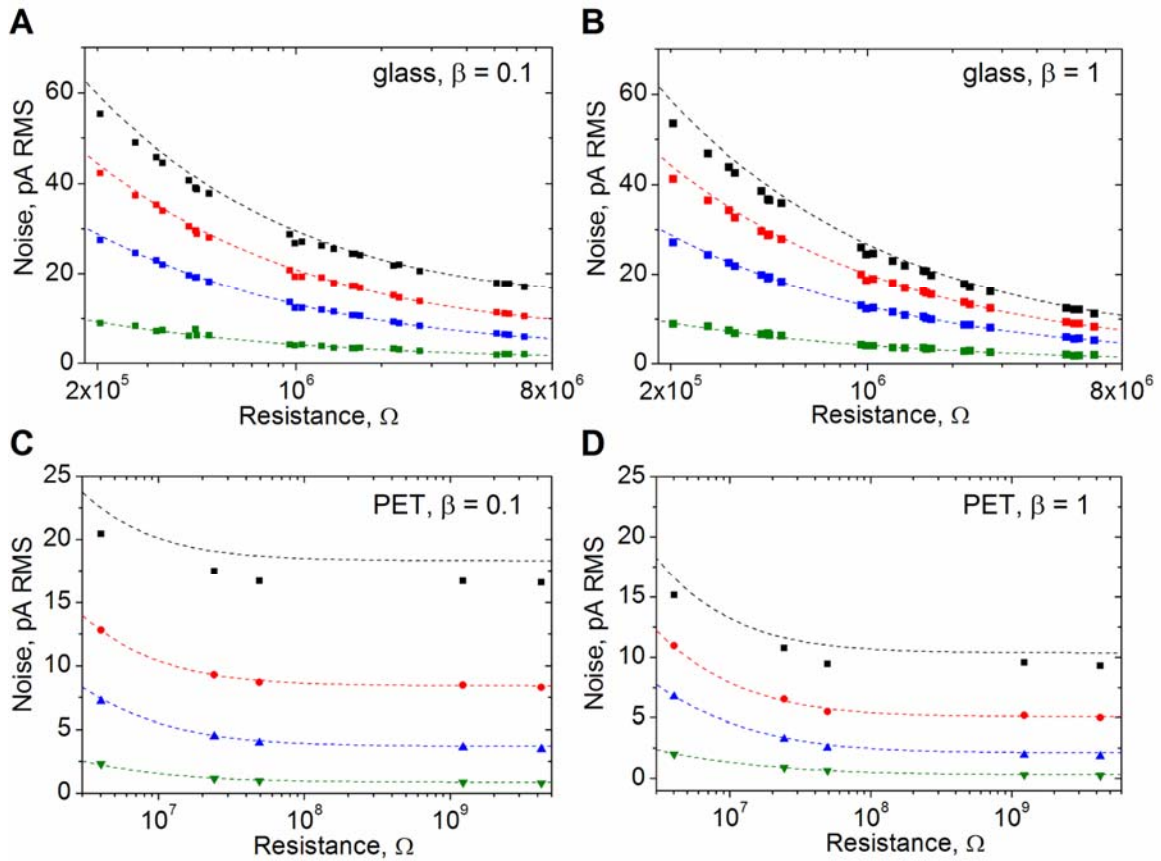 A
glass, β = 0.1
Noise, pA RMS
60
40
20
0
2x10⁵
10⁶
8x10⁶
Resistance, Ω
B
glass, β = 1
Noise, pA RMS
60
40
20
0
2x10⁵
10⁶
8x10⁶
Resistance, Ω
C
PET, β = 0.1
Noise, pA RMS
25
20
15
10
5
0
10⁷
10⁸
10⁹
Resistance, Ω
D
PET, β = 1
Noise, pA RMS
25
20
15
10
5
0
10⁷
10⁸
10⁹
Resistance, Ω